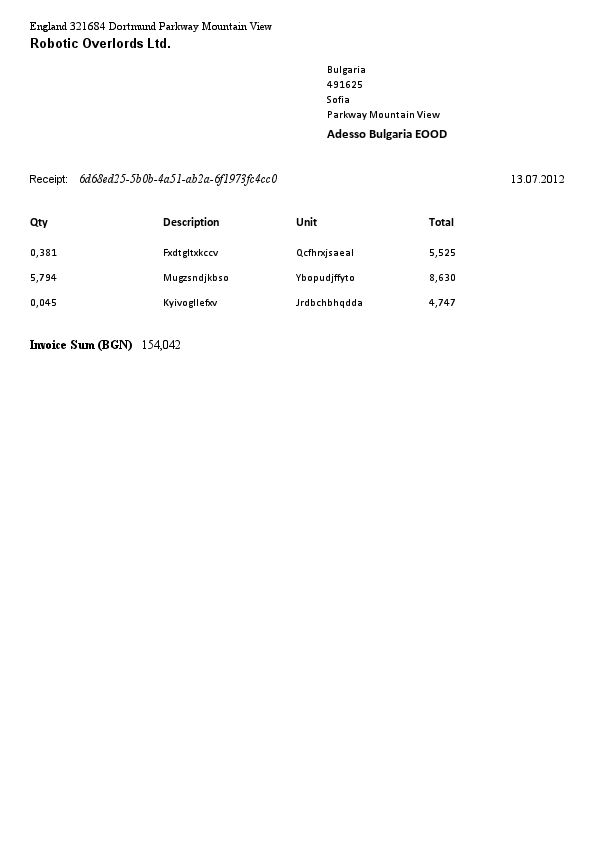 England 321684 Dortmund Parkway Mountain View
Robotic Overlords Ltd.
Bulgaria
491625
Sofia
Parkway Mountain View
Adesso Bulgaria EOOD
Receipt: 6d68ed25-5b0b-4a51-ab2a-6f1973fc4cc0 13.07.2012
Qty Description Unit Total
0,381 Fxdtgltxkccv Qcfhrxjsaeal 5,525
5,794 Mugzsndjkbso Ybopudjffyto 8,630
0,045 Kyivogllefxv Jrdbchbhqdda 4,747
Invoice Sum (BGN) 154,042